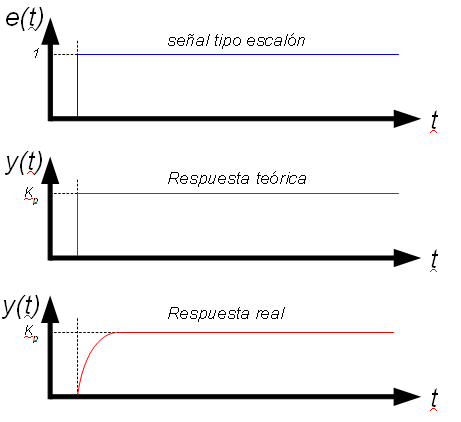 e(t)
señal tipo escalón
1
t
y(t)
Respuesta teórica
Kp
t
y(t)
Respuesta real
Kp
t